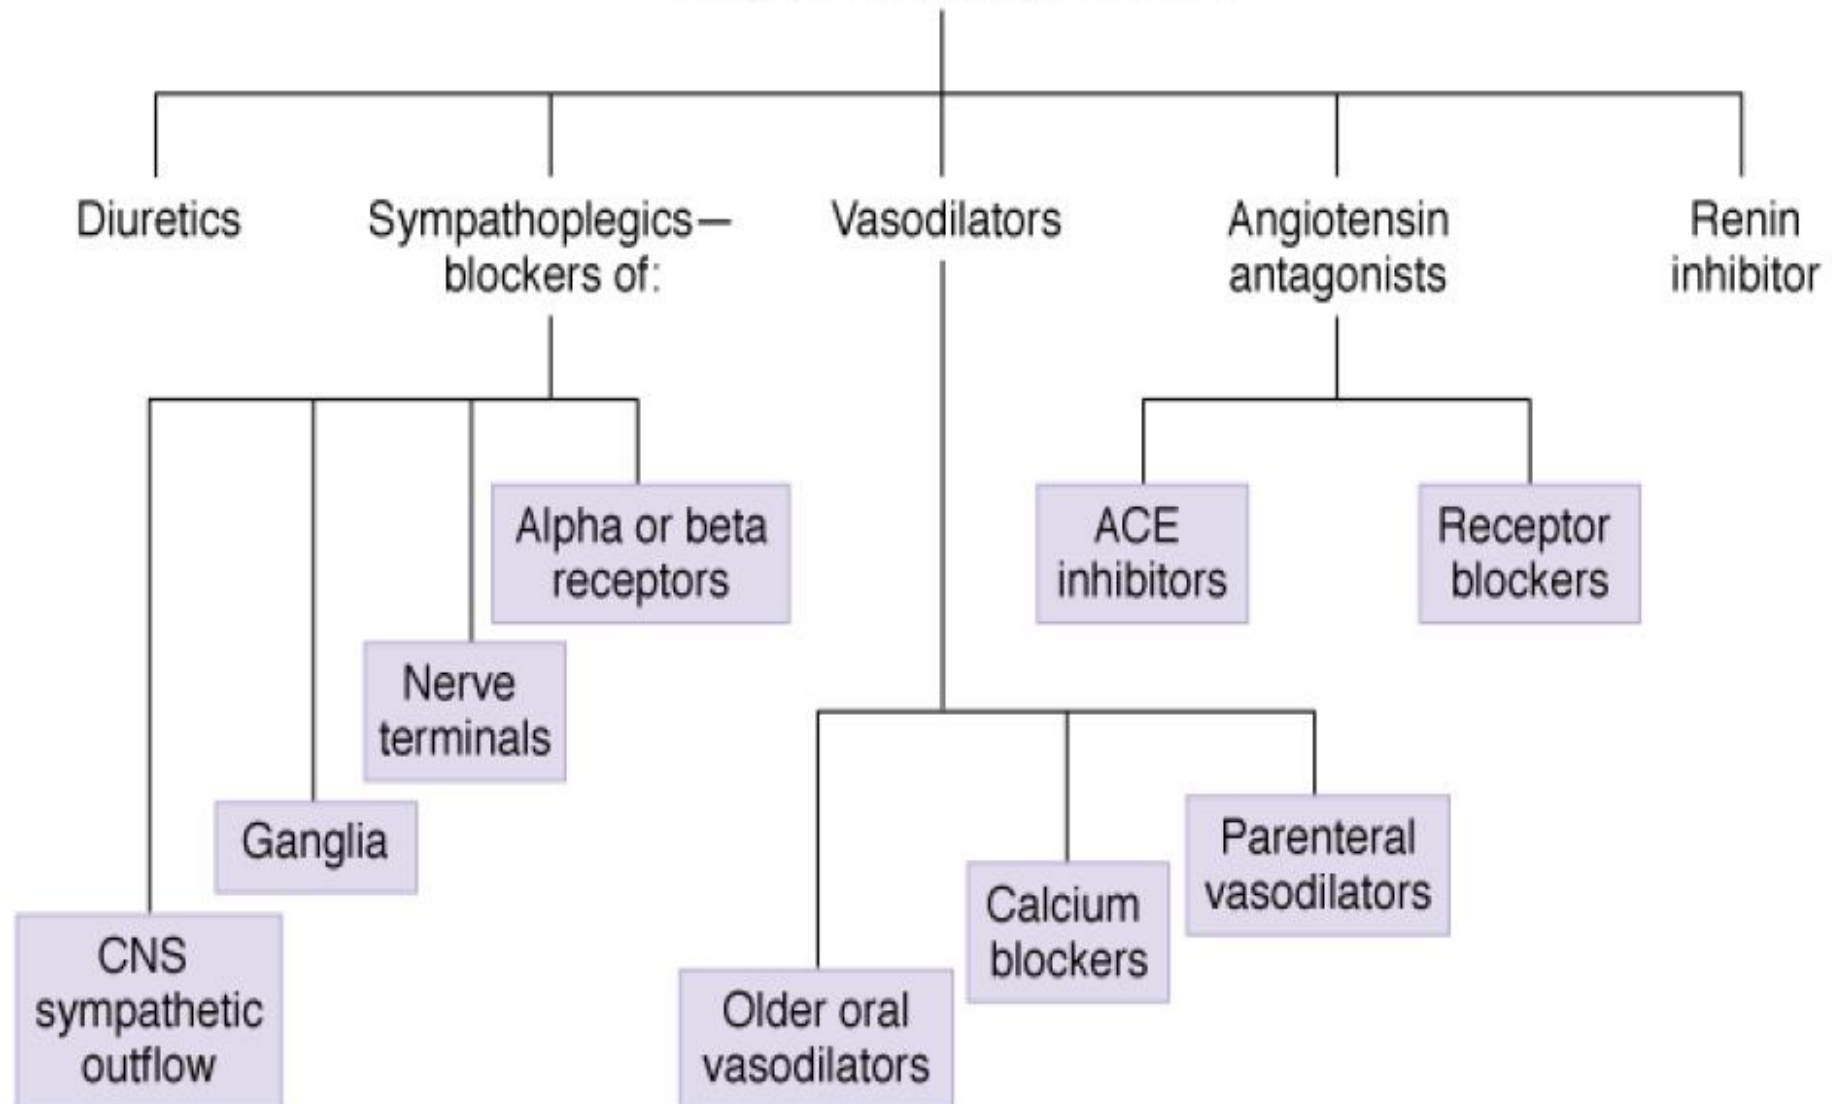 Diuretics
Sympathoplegics—
blockers of:
Vasodilators
Angiotensin
antagonists
Renin
inhibitor
Alpha or beta
receptors
Nerve
terminals
Ganglia
CNS
sympathetic
outflow
Older oral
vasodilators
Calcium
blockers
Parenteral
vasodilators
ACE
inhibitors
Receptor
blockers